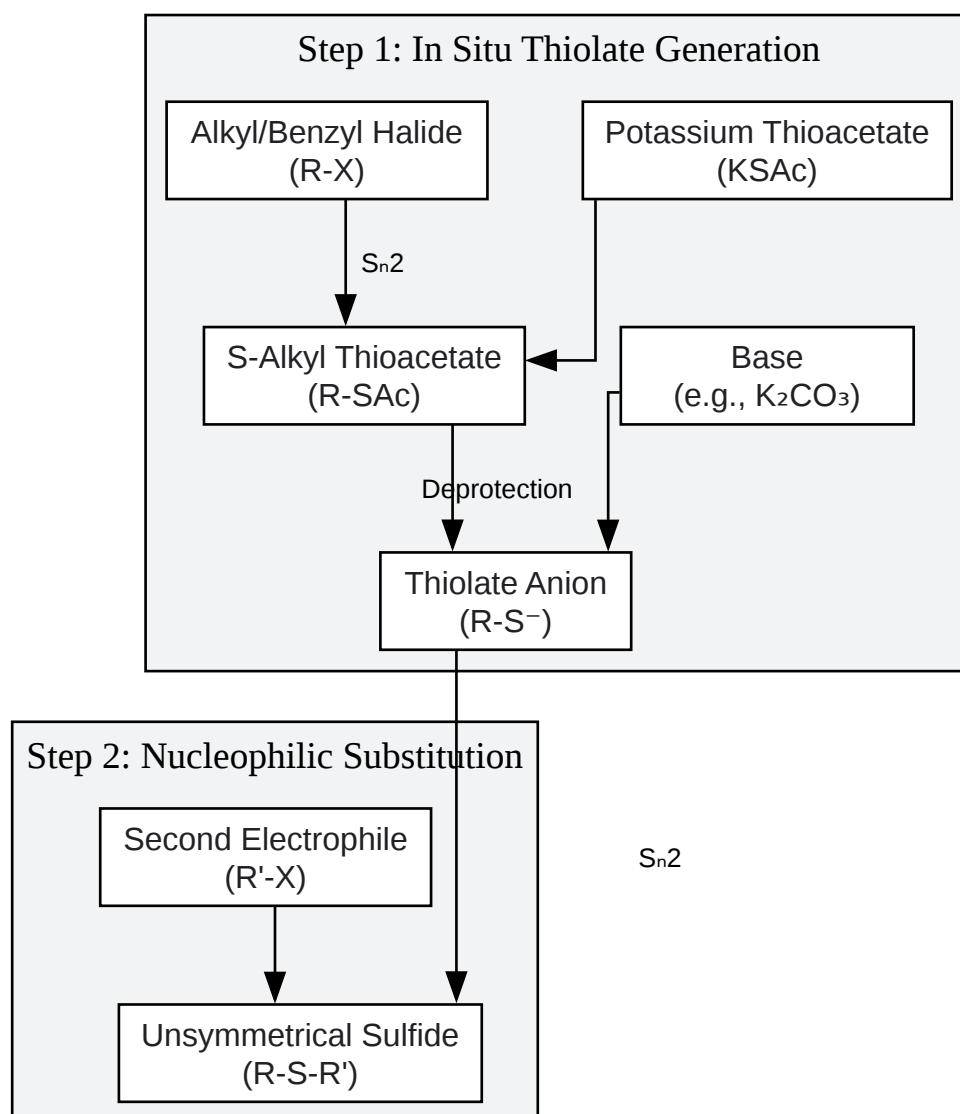 Step 1: In Situ Thiolate Generation
Alkyl/Benzyl Halide
(R-X)
Potassium Thioacetate
(KSAc)
Sₙ2
S-Alkyl Thioacetate
(R-SAc)
Base
(e.g., K₂CO₃)
Deprotection
Thiolate Anion
(R-S⁻)
Step 2: Nucleophilic Substitution
Second Electrophile
(R'-X)
Sₙ2
Unsymmetrical Sulfide
(R-S-R')